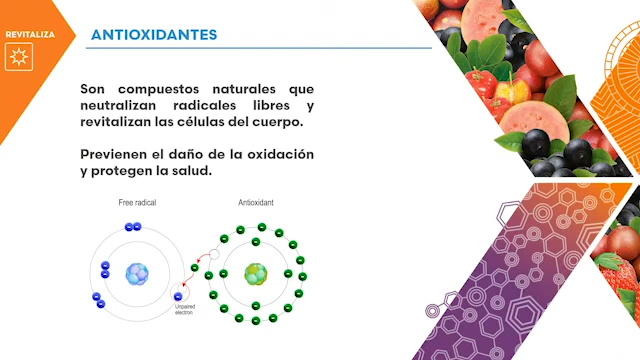 REVITALIZA
ANTIOXIDANTES
Son compuestos naturales que
neutralizan radicales libres y
revitalizan las células del cuerpo.
Previenen el daño de la oxidación
y protegen la salud.
Free radical
Antioxidant
Unpaired
electron